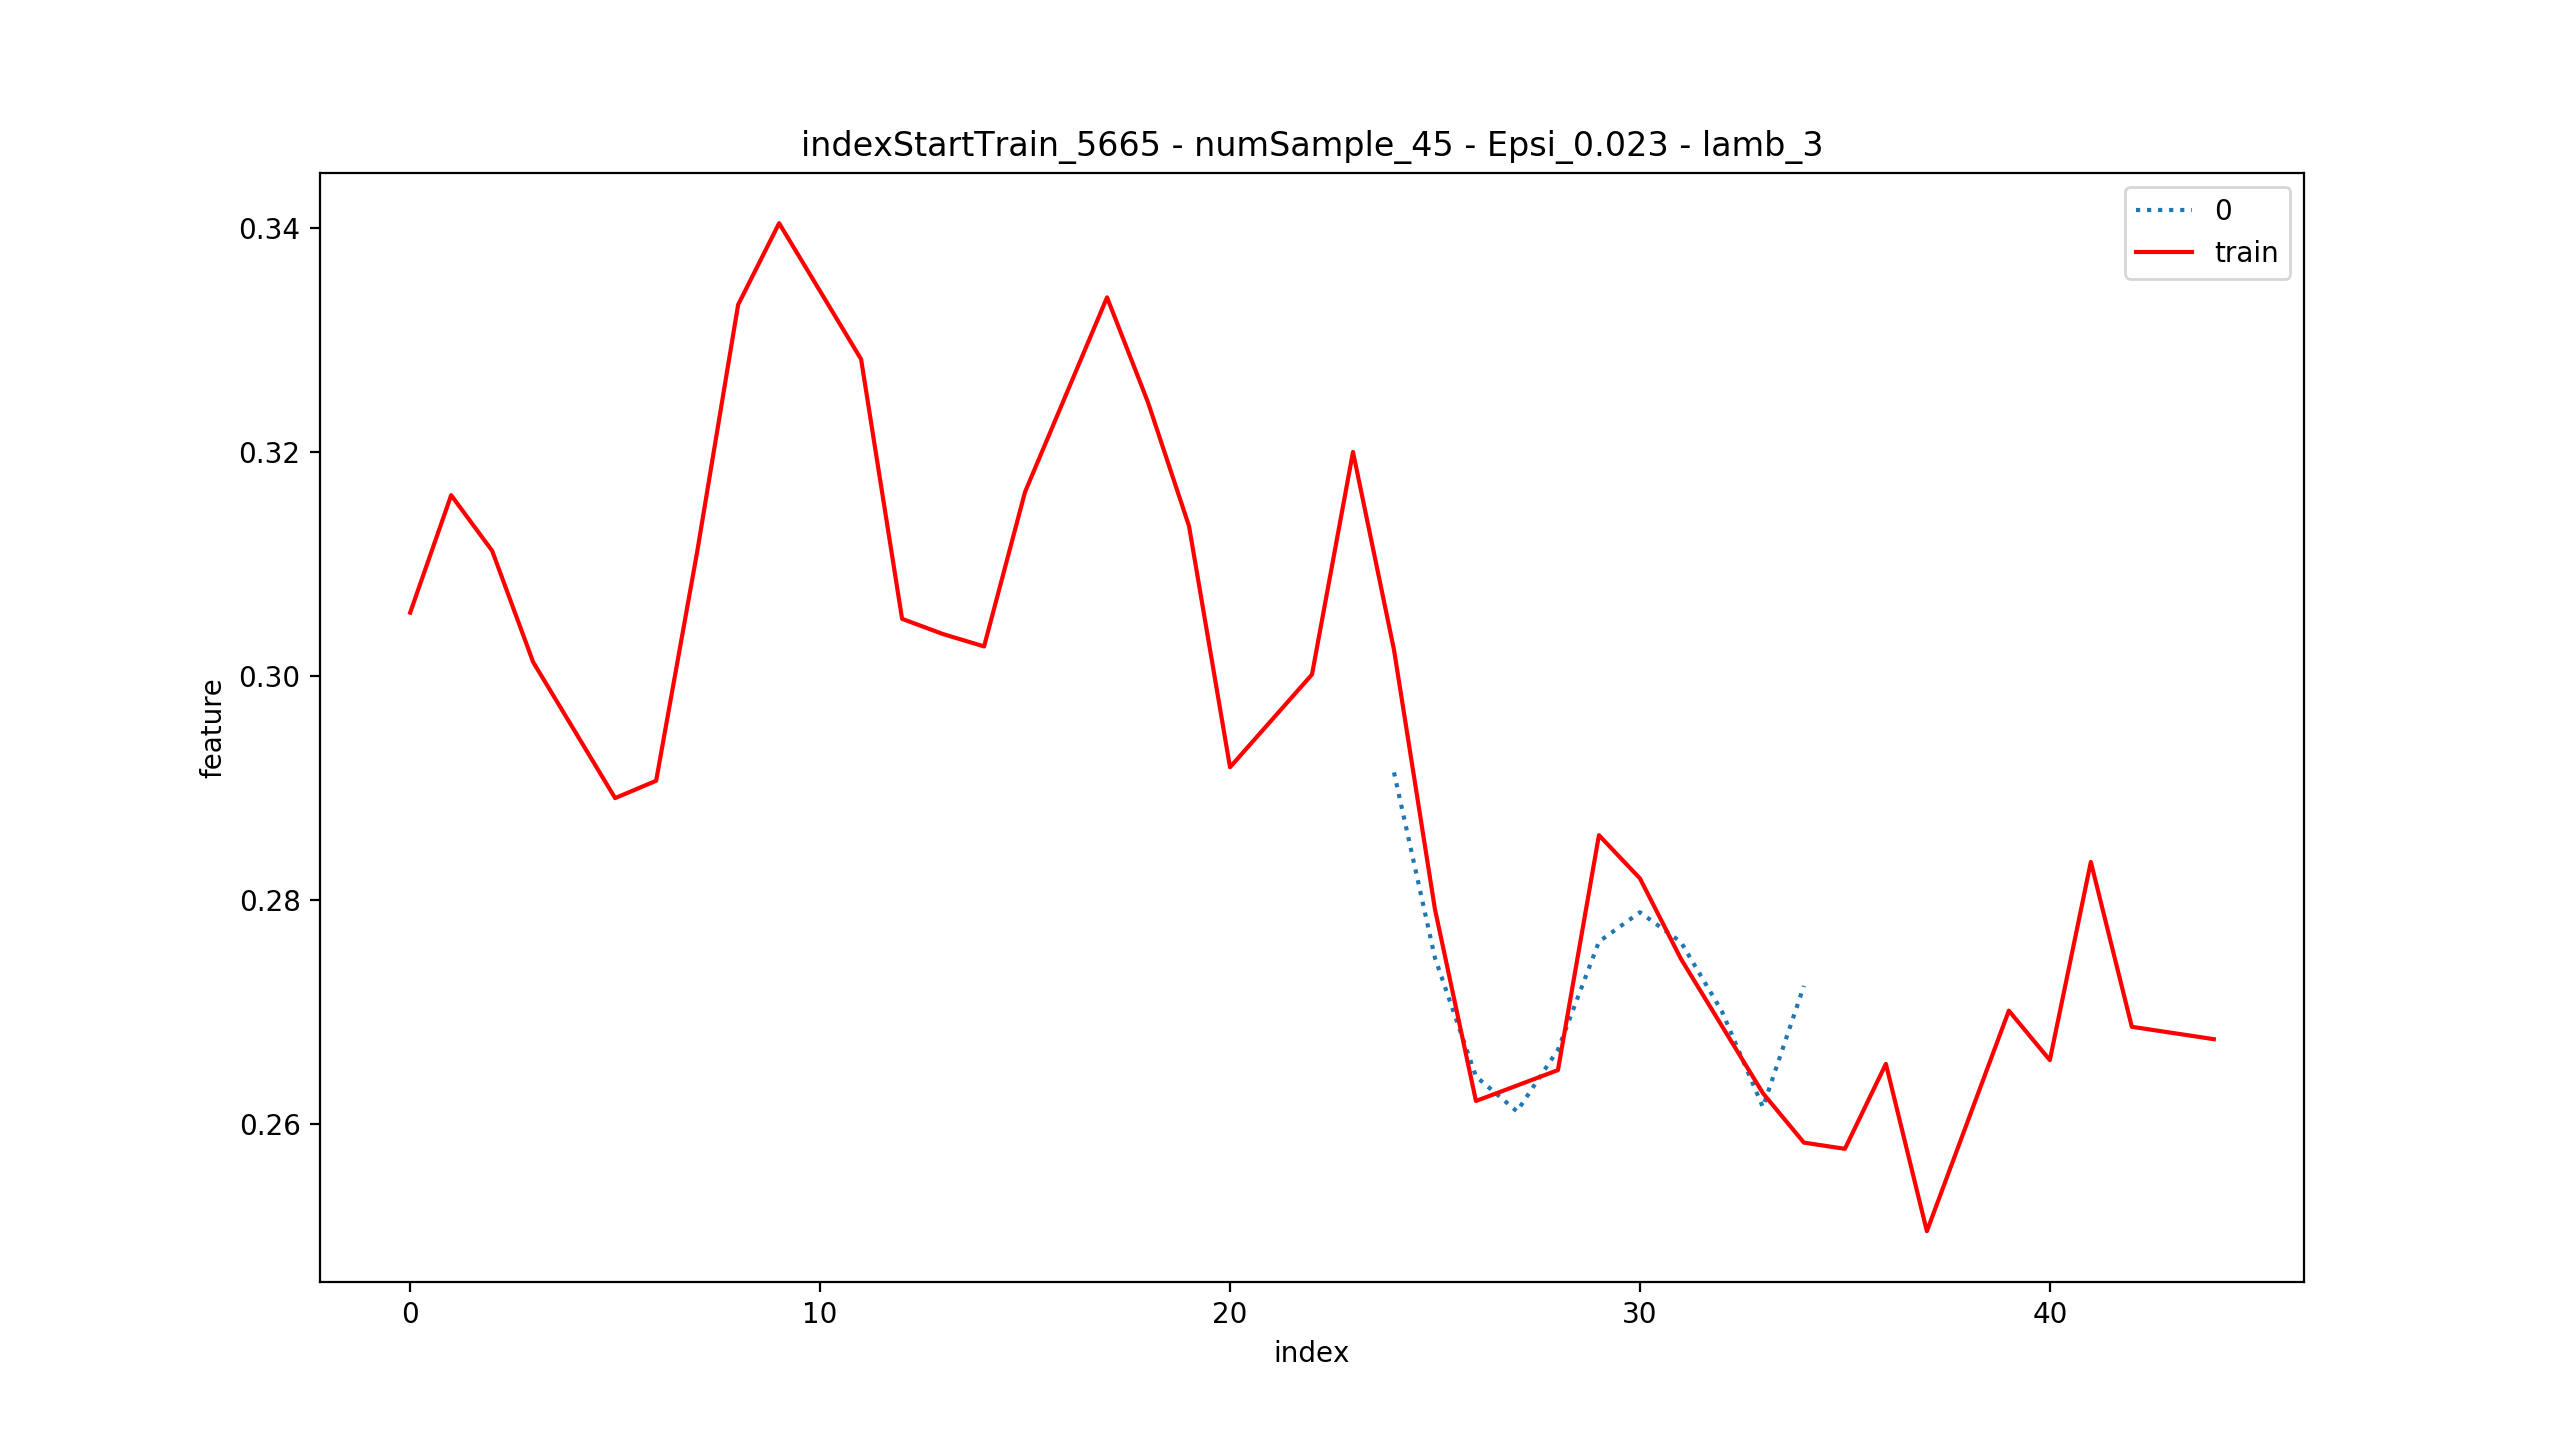 indexStartTrain_5665 - numSample_45 - Epsi_0.023 - lamb_3
0
train
0.34
0.32
0.30
0.28
0.26
feature
0 10 20 30 40
index